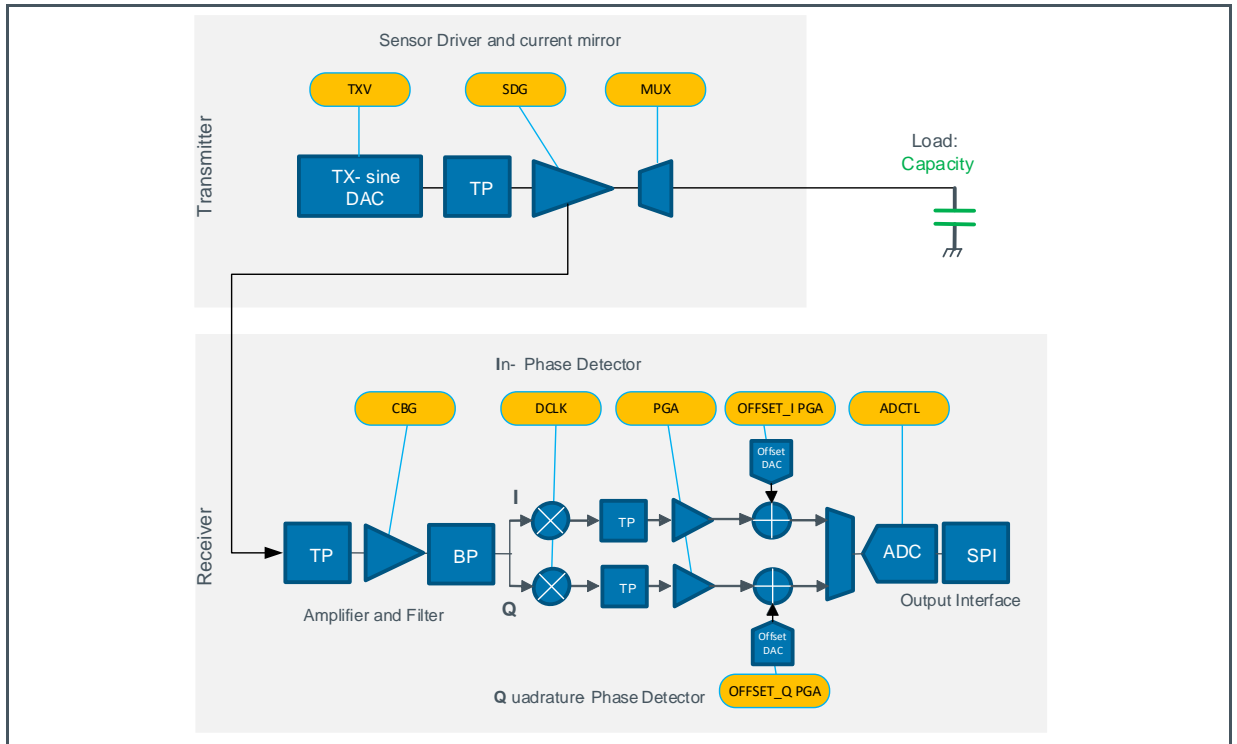 Sensor Driver and current mirror
TXV
SDG
MUX
Transmitter
TX- sine
DAC
TP
Load:
Capacity
In- Phase Detector
CBG
DCLK
PGA
OFFSET_I PGA
ADCTL
Offset
DAC
Receiver
I
TP
TP
BP
TP
ADC
SPI
Q
Amplifier and Filter
Output Interface
Offset
DAC
Q uadrature Phase Detector
OFFSET_Q PGA